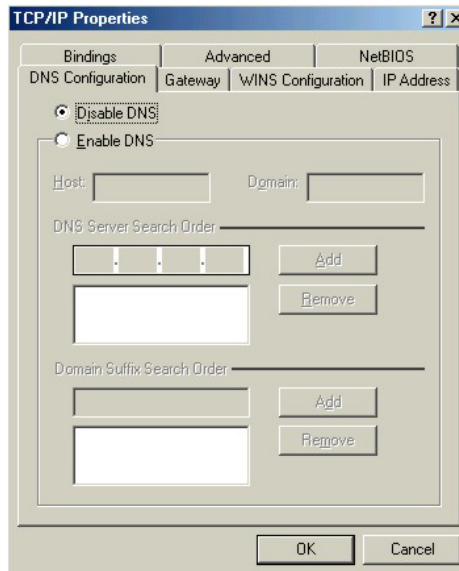 TCP/IP Properties
Bindings Advanced NetBIOS
DNS Configuration Gateway WINS Configuration IP Address
Disable DNS
Enable DNS
Host: Domain:
DNS Server Search Order
. . .
Add
Remove
Domain Suffix Search Order
Add
Remove
OK Cancel